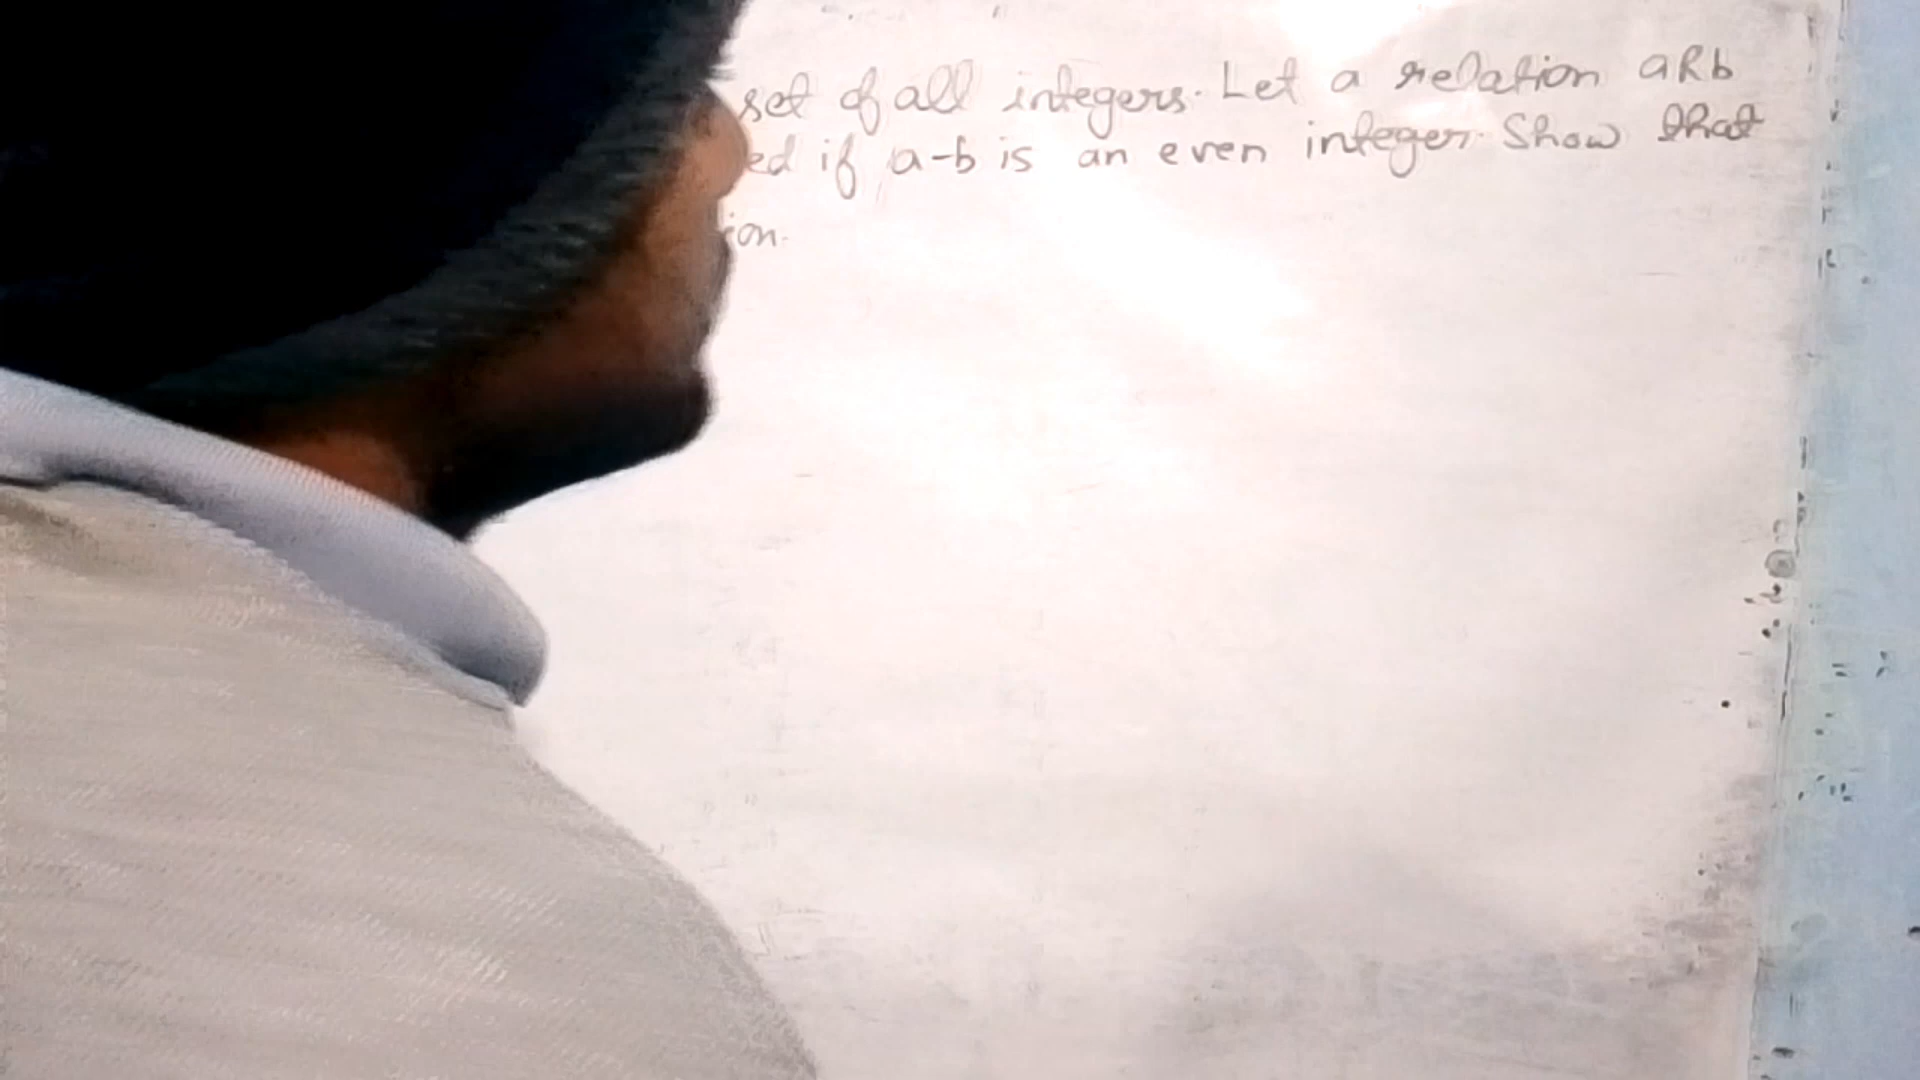 set of all integers. Let a relation aRb
ed if a-b is an even integer. Show that
ion.